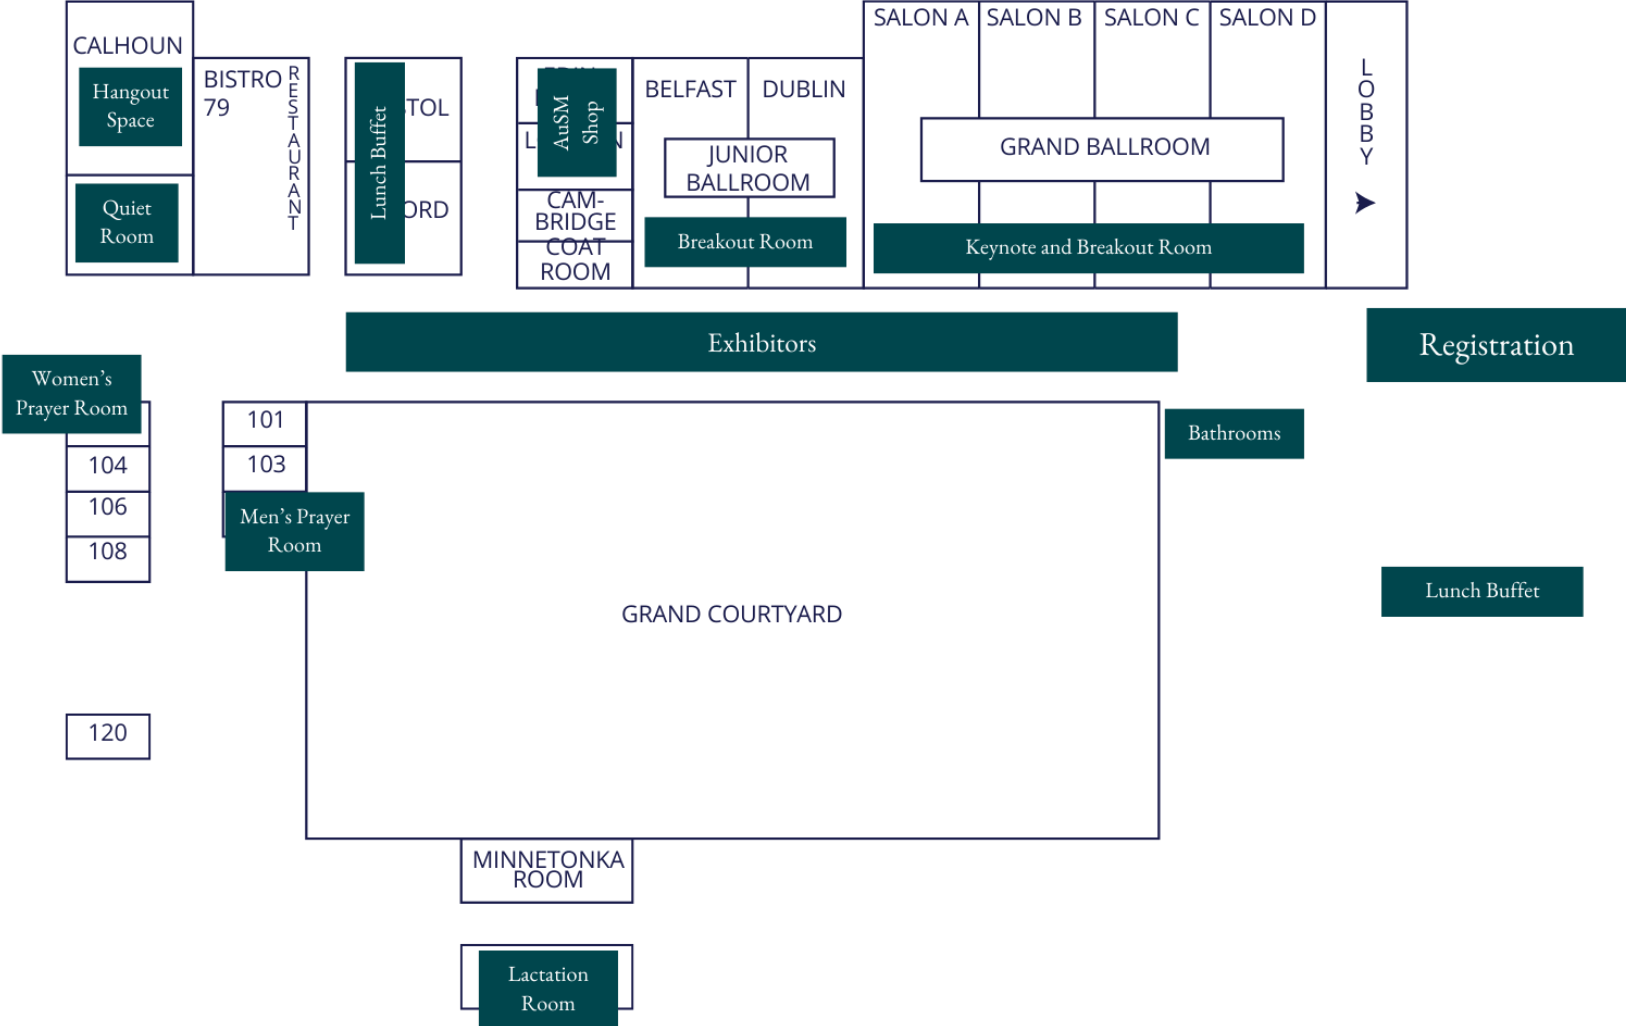 CALHOUN
Hangout
Space
Quiet
Room
BISTRO
79
RESTAURANT
Lunch Buffet
TOL
ORD
AuSM
Shop
CAM-
BRIDGE
COAT
ROOM
BELFAST
DUBLIN
JUNIOR
BALLROOM
Breakout Room
SALON A
SALON B
SALON C
SALON D
GRAND BALLROOM
Keynote and Breakout Room
LOBBY
Exhibitors
Registration
Women’s
Prayer Room
104
106
108
120
101
103
Men’s Prayer
Room
GRAND COURTYARD
Bathrooms
Lunch Buffet
MINNETONKA
ROOM
Lactation
Room